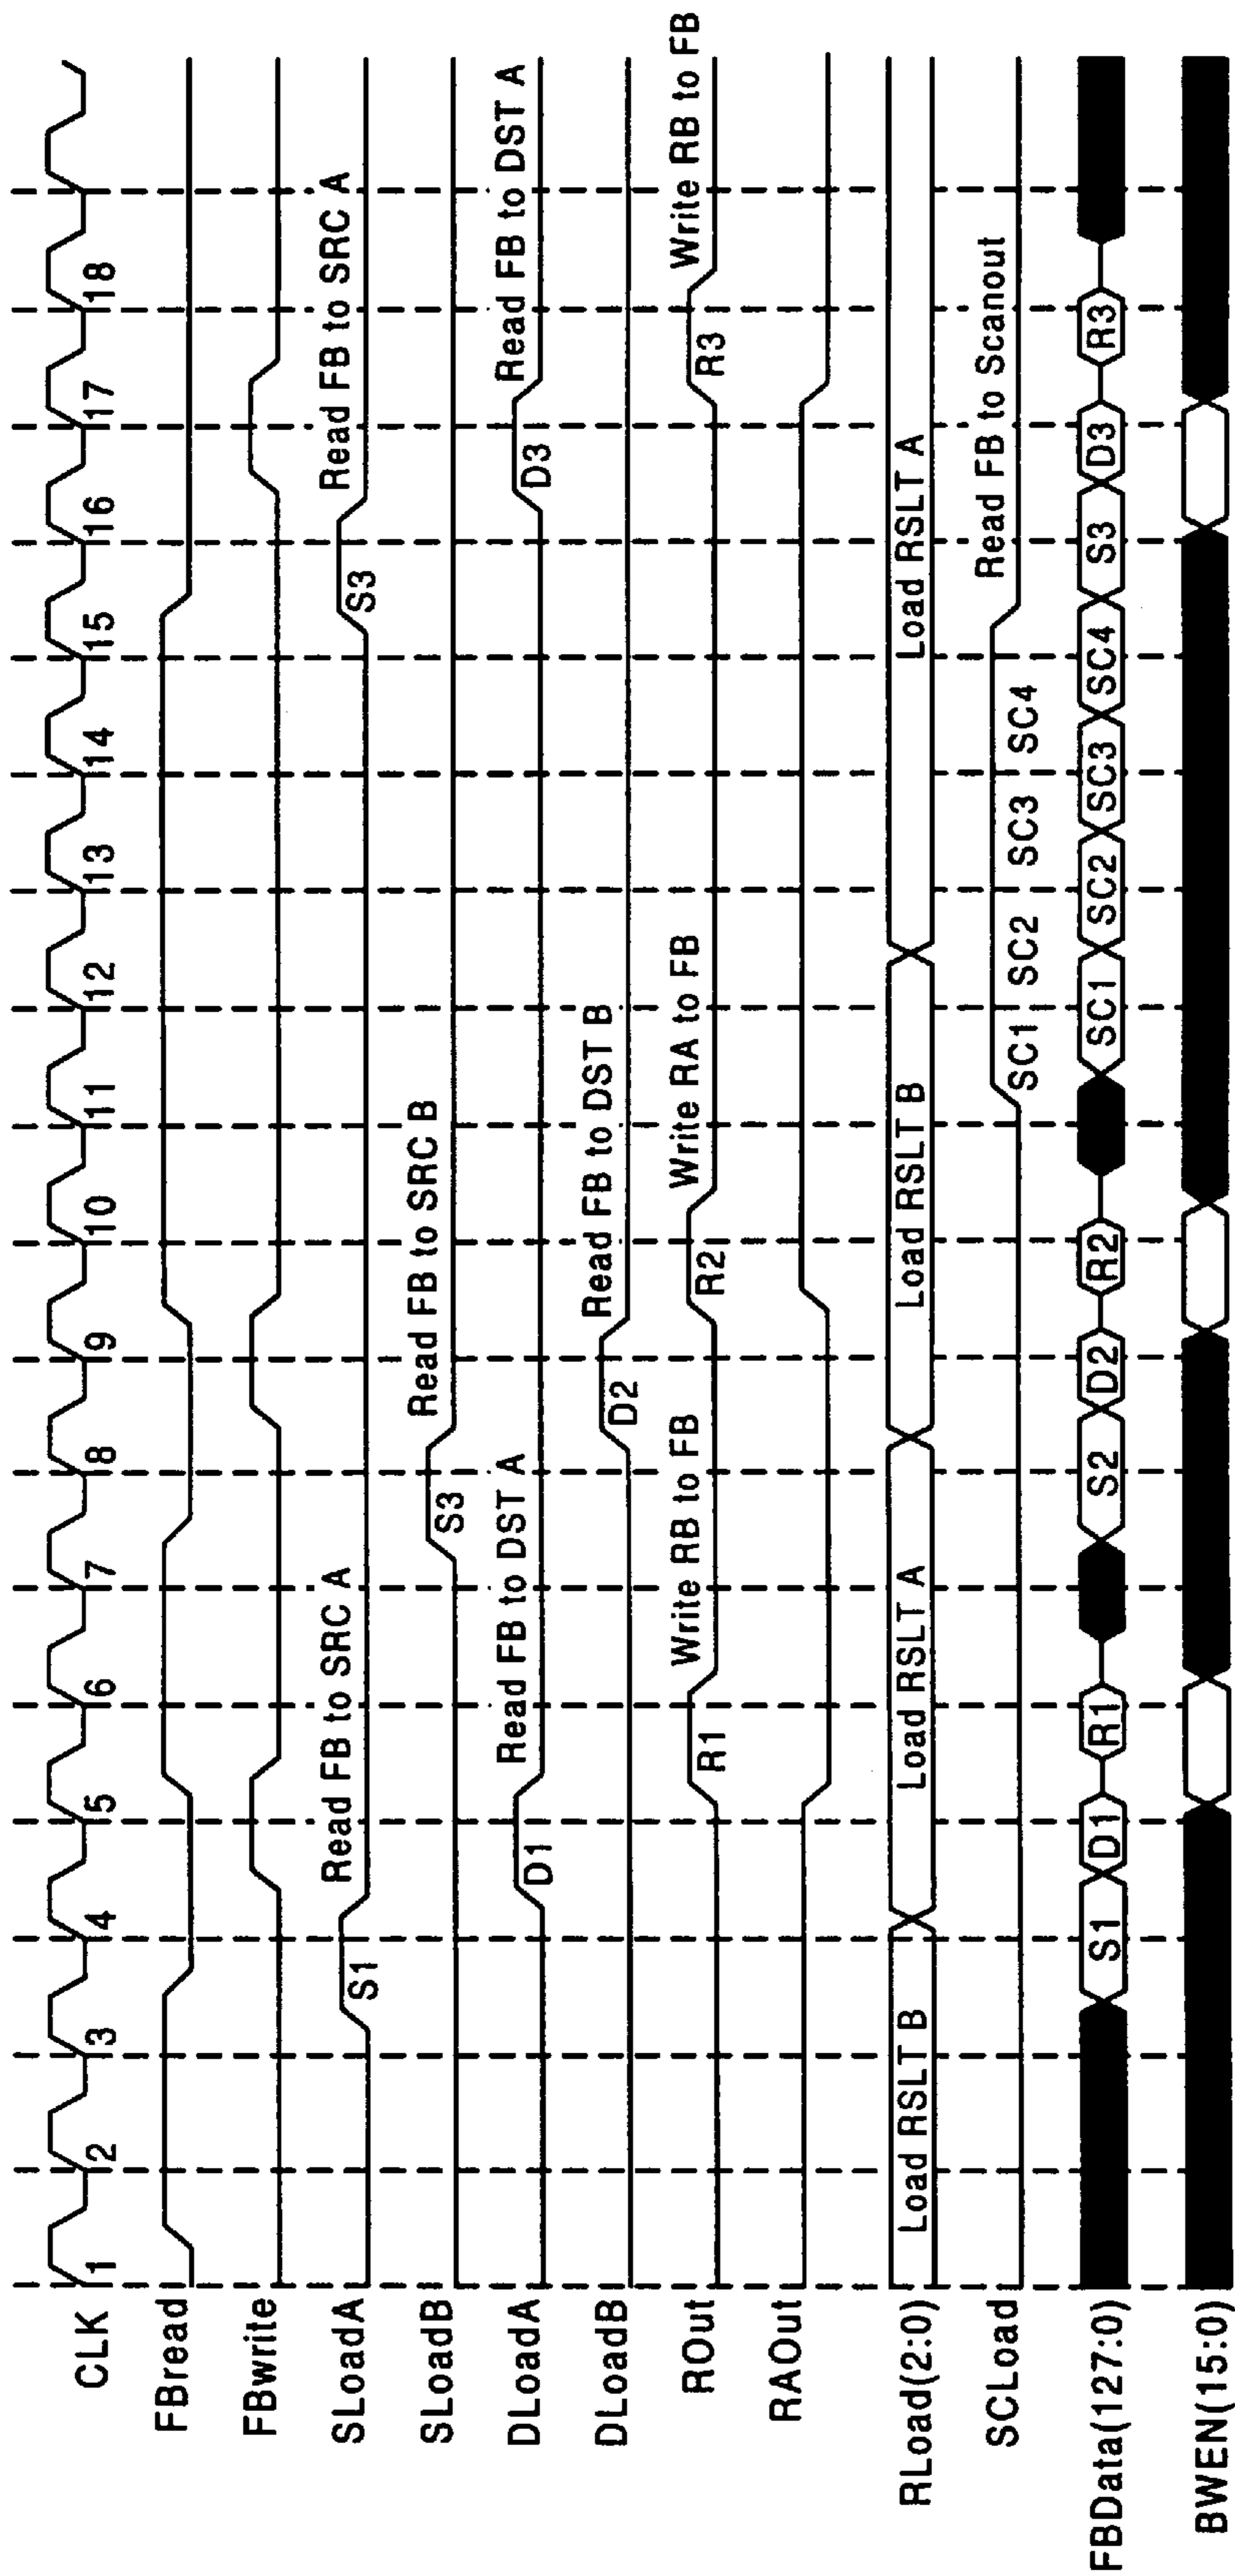 CLK 1 2 3 4 5 6 7 8 9 10 11 12 13 14 15 16 17 18
FBread
FBwrite
SLoadA S1 Read FB to SRC A S3 Read FB to SRC A
SLoadB S3 Read FB to SRC B
DLoadA D1 Read FB to DST A D3 Read FB to DST A
DLoadB D2 Read FB to DST B
ROut R1 Write RB to FB R2 Write RA to FB R3 Write RB to FB
RAOut
RLoad(2:0) Load RSLT B Load RSLT A Load RSLT B Load RSLT A
SCLoad SC1 SC2 SC3 SC4 Read FB to Scanout
FBData(127:0) S1 D1 R1 S2 D2 R2 SC1 SC2 SC3 SC4 S3 D3 R3
BWEN(15:0)